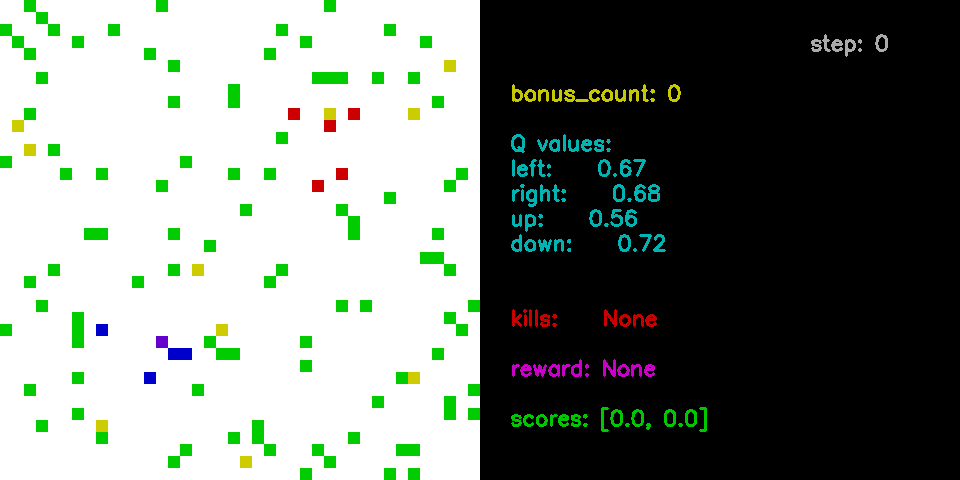 step: 0
bonus_count: 0
Q values:
left: 0.67
right: 0.68
up: 0.56
down: 0.72
kills: None
reward: None
scores: [0.0, 0.0]